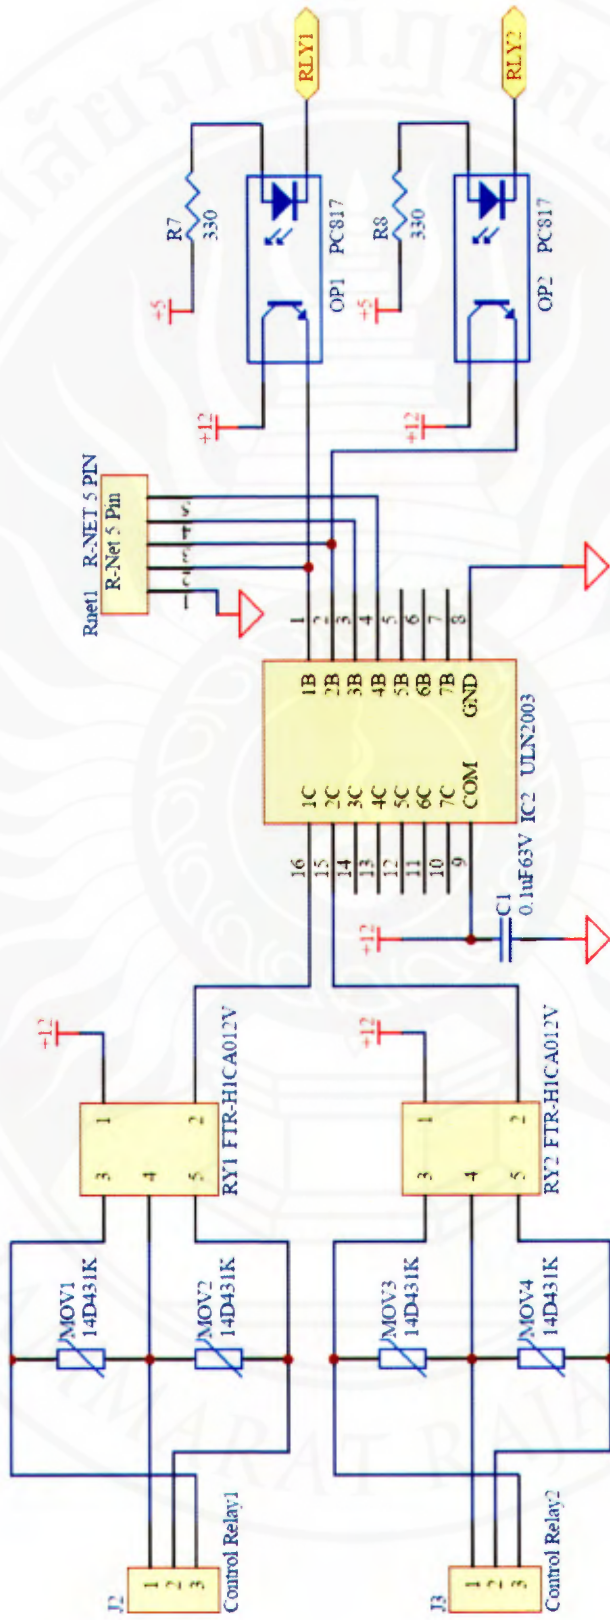 J2
1
2
3
Control Relay1
MOV1
14D431K
MOV2
14D431K
3
4
5
1
2
RY1 FTR-H1CA012V
+12
J3
1
2
3
Control Relay2
MOV3
14D431K
MOV4
14D431K
3
4
5
1
2
RY2 FTR-H1CA012V
+12
+12
C1
0.1uF63V
16
15
14
13
12
11
10
9
1C
2C
3C
4C
5C
6C
7C
COM
1B
2B
3B
4B
5B
6B
7B
GND
1
2
3
4
5
6
7
8
IC2 ULN2003
Rnet1 R-NET 5 PIN
R-Net 5 Pin
+12
+5
R7
330
OP1 PC817
RLY1
+12
+5
R8
330
OP2 PC817
RLY2